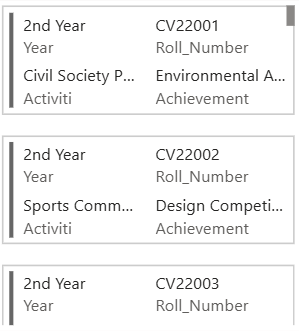 2nd Year CV22001
Year Roll_Number
Civil Society P... Environmental A...
Activiti Achievement
2nd Year CV22002
Year Roll_Number
Sports Comm... Design Competi...
Activiti Achievement
2nd Year CV22003
Year Roll_Number